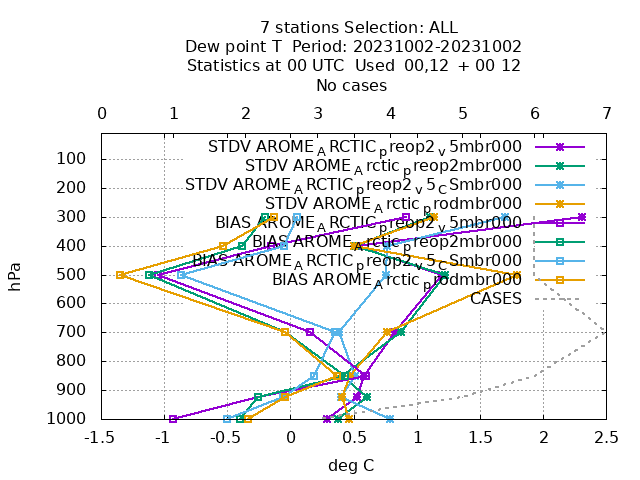 7 stations Selection: ALL
Dew point T  Period: 20231002-20231002
Statistics at 00 UTC  Used  00,12  + 00 12
No cases
0 1 2 3 4 5 6 7
STDV AROME_ARCTIC_preop2_v5mbr000
STDV AROME_Arctic_preop2mbr000
STDV AROME_ARCTIC_preop2_v5_CSmbr000
STDV AROME_Arctic_prodmbr000
BIAS AROME_ARCTIC_preop2_v5mbr000
BIAS AROME_Arctic_preop2mbr000
BIAS AROME_ARCTIC_preop2_v5_CSmbr000
BIAS AROME_Arctic_prodmbr000
CASES
hPa
100
200
300
400
500
600
700
800
900
1000
-1.5 -1 -0.5 0 0.5 1 1.5 2 2.5
deg C